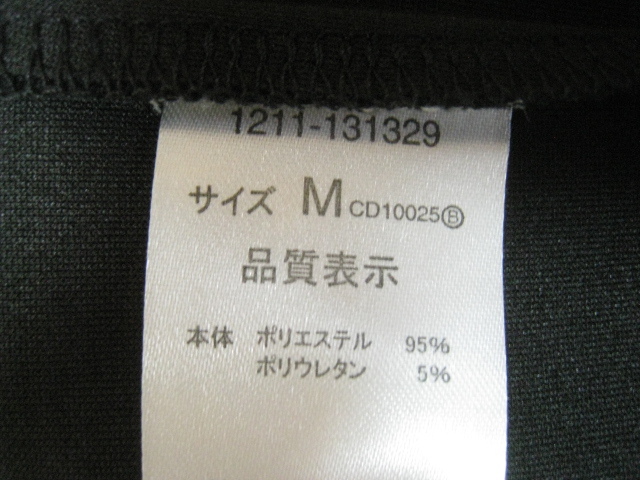 1211-131329
サイズ M CD10025Ⓑ
品質表示
本体 ポリエステル 95%
ポリウレタン 5%